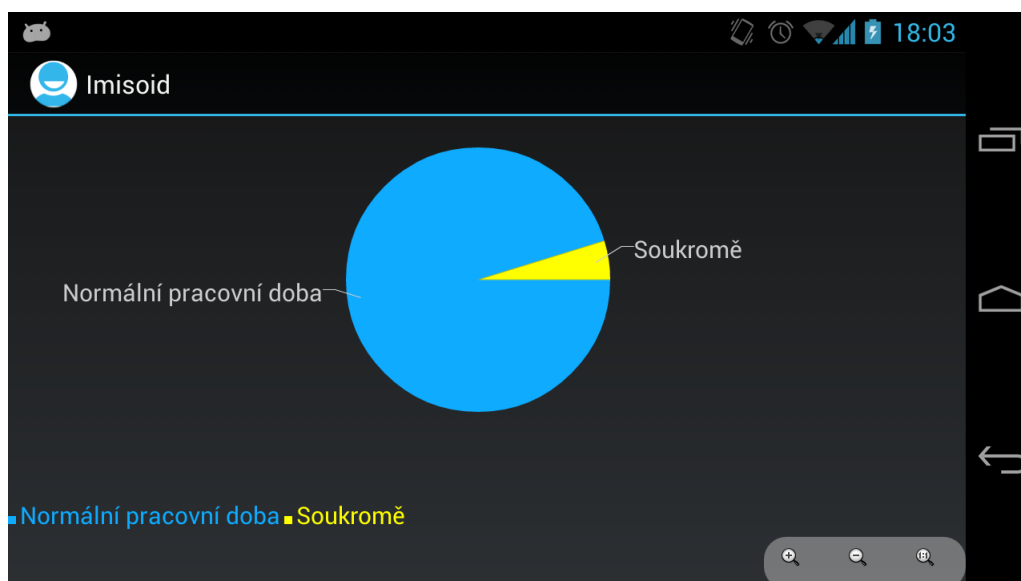 18:03
Imisoid
Soukromě
Normální pracovní doba
Normální pracovní doba Soukromě